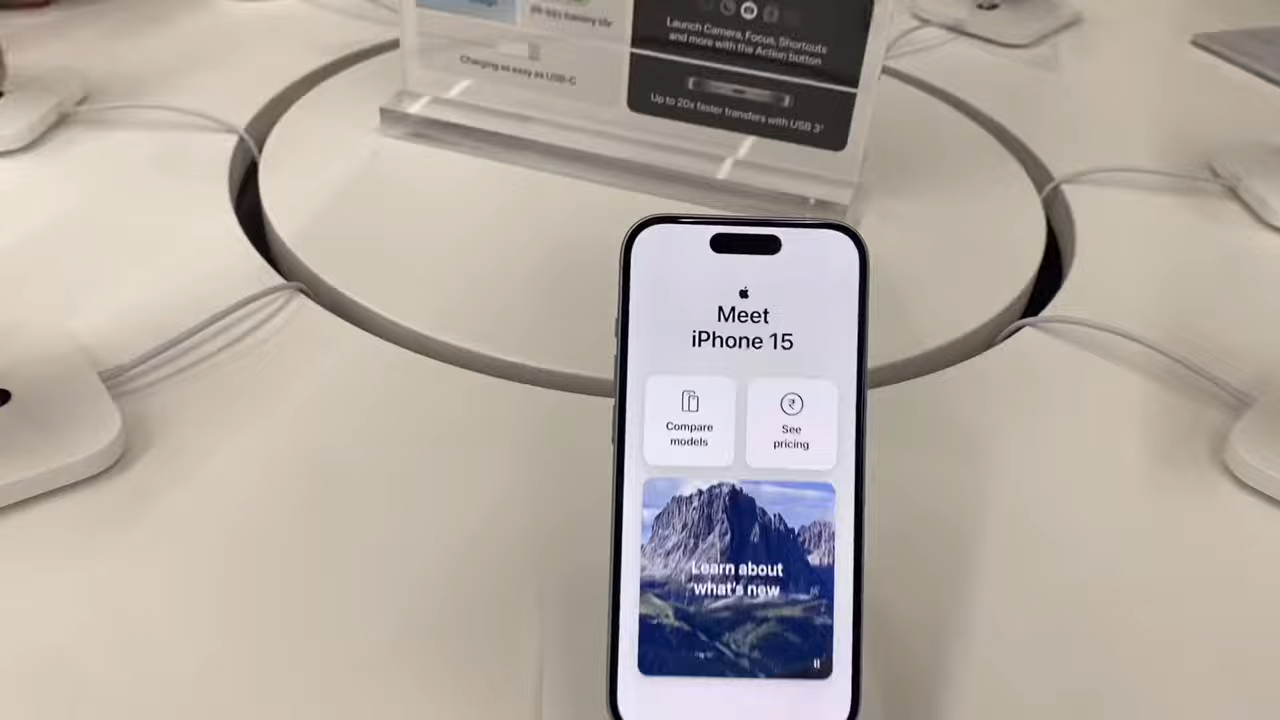 Launch Camera, Focus, Shortcuts
and more with the Action button
Charging as easy as USB-C
Up to 20x faster transfers with USB 3
Meet
iPhone 15
Compare
models
₹
See
pricing
Learn about
what's new